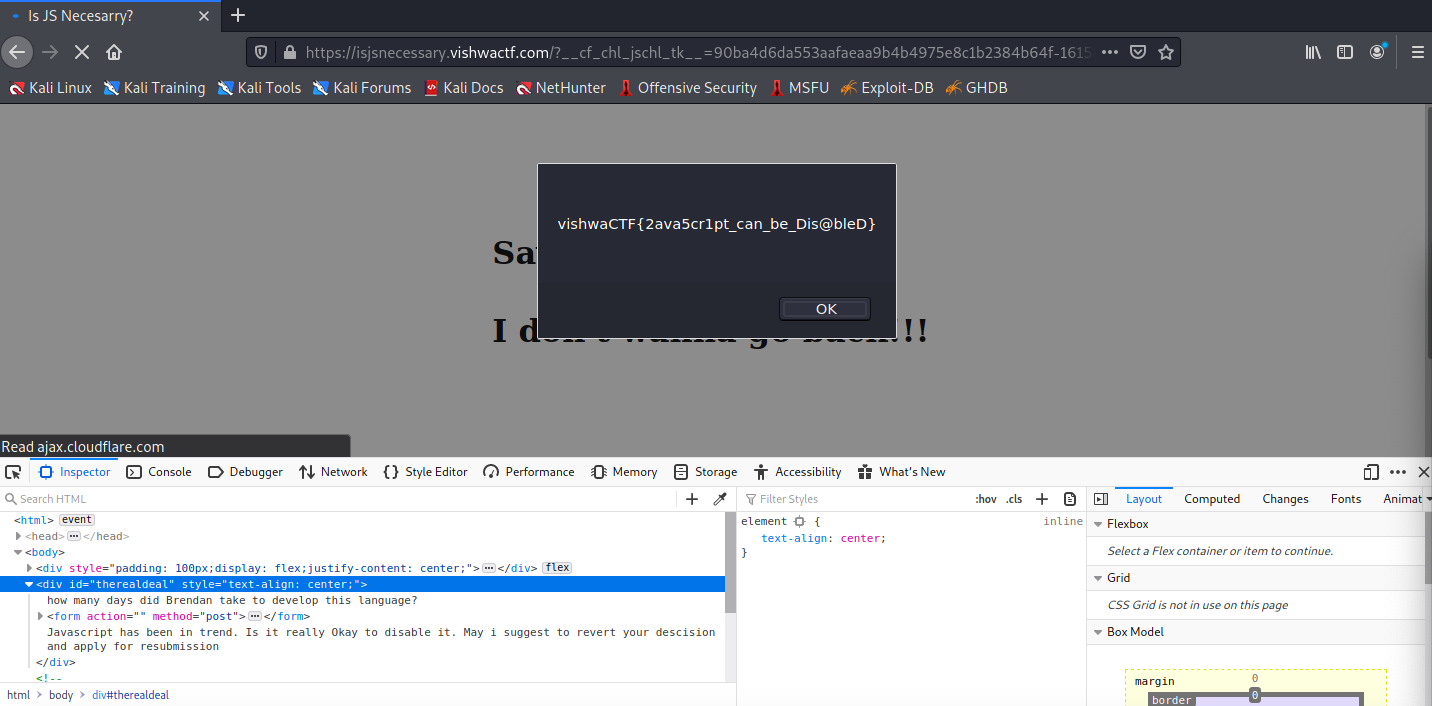 Is JS Necesarry?
https://isjsnecessary.vishwactf.com/?__cf_chl_jschl_tk__=90ba4d6da553aafaeaa9b4b4975e8c1b2384b64f-1615
Kali Linux Kali Training Kali Tools Kali Forums Kali Docs NetHunter Offensive Security MSFU Exploit-DB GHDB
vishwaCTF{2ava5cr1pt_can_be_Dis@bleD}
OK
I don't wanna go back!!!
Read ajax.cloudflare.com
Inspector Console Debugger Network Style Editor Performance Memory Storage Accessibility What's New
Search HTML
Filter Styles :hov .cls
Layout Computed Changes Fonts Animat
<html> event
<head> ••• </head>
<body>
<div style="padding: 100px;display: flex;justify-content: center;"> ••• </div> flex
<div id="therealdeal" style="text-align: center;">
how many days did Brendan take to develop this language?
<form action="" method="post"> ••• </form>
Javascript has been in trend. Is it really Okay to disable it. May i suggest to revert your descision
and apply for resubmission
</div>
<!--
html > body > div#therealdeal
element { inline
text-align: center;
}
Flexbox
Select a Flex container or item to continue.
Grid
CSS Grid is not in use on this page
Box Model
margin 0
border 0